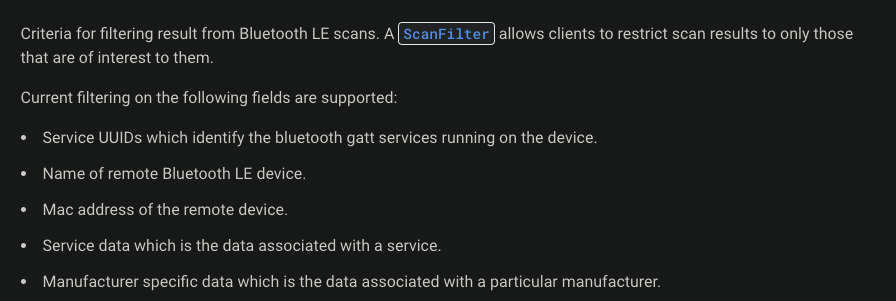 Criteria for filtering result from Bluetooth LE scans. A ScanFilter allows clients to restrict scan results to only those
that are of interest to them.
Current filtering on the following fields are supported:
• Service UUIDs which identify the bluetooth gatt services running on the device.
• Name of remote Bluetooth LE device.
• Mac address of the remote device.
• Service data which is the data associated with a service.
• Manufacturer specific data which is the data associated with a particular manufacturer.